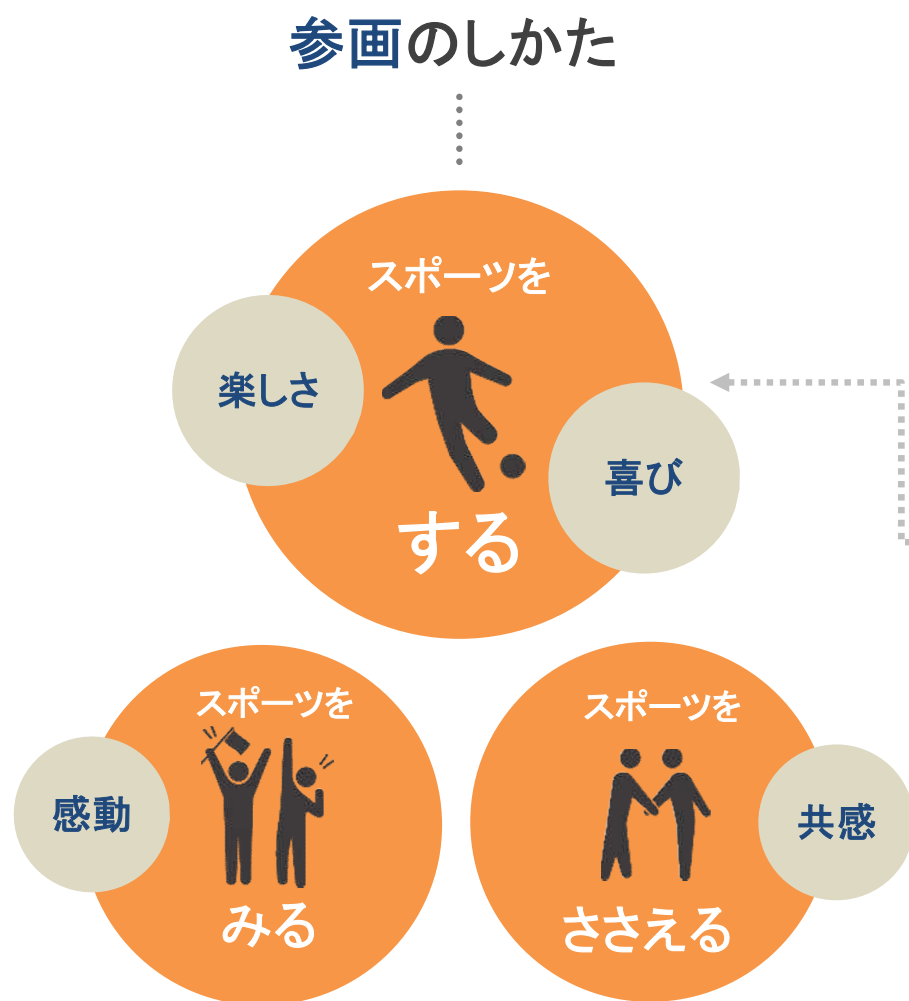 参画のしかた
スポーツを
楽しさ
喜び
する
スポーツを
感動
みる
スポーツを
共感
ささえる